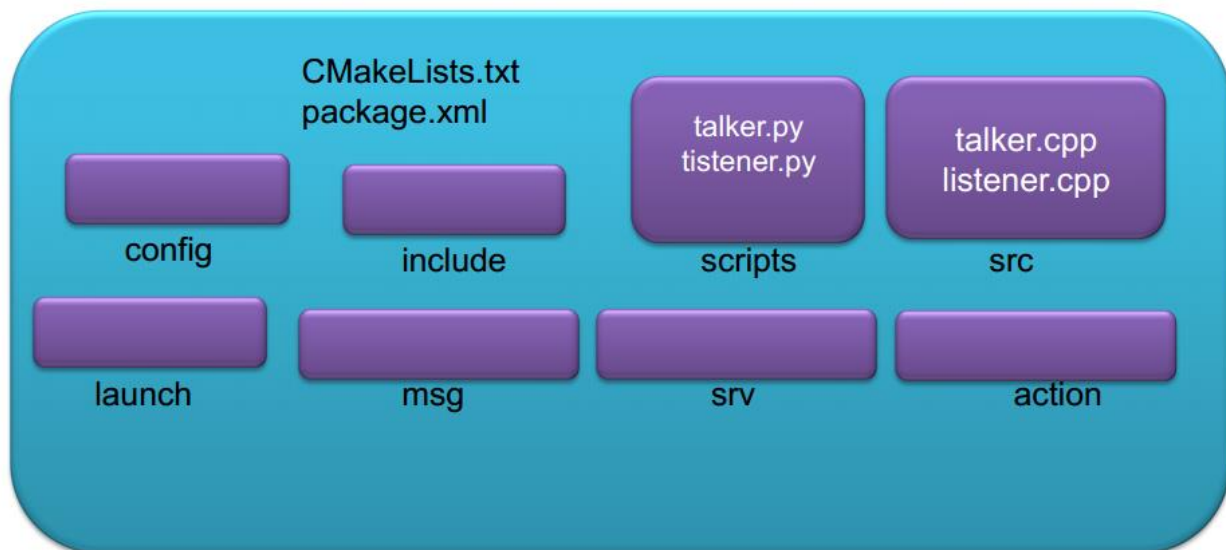 CMakeLists.txt
package.xml
talker.py
tistener.py
talker.cpp
listener.cpp
config
include
scripts
src
launch
msg
srv
action